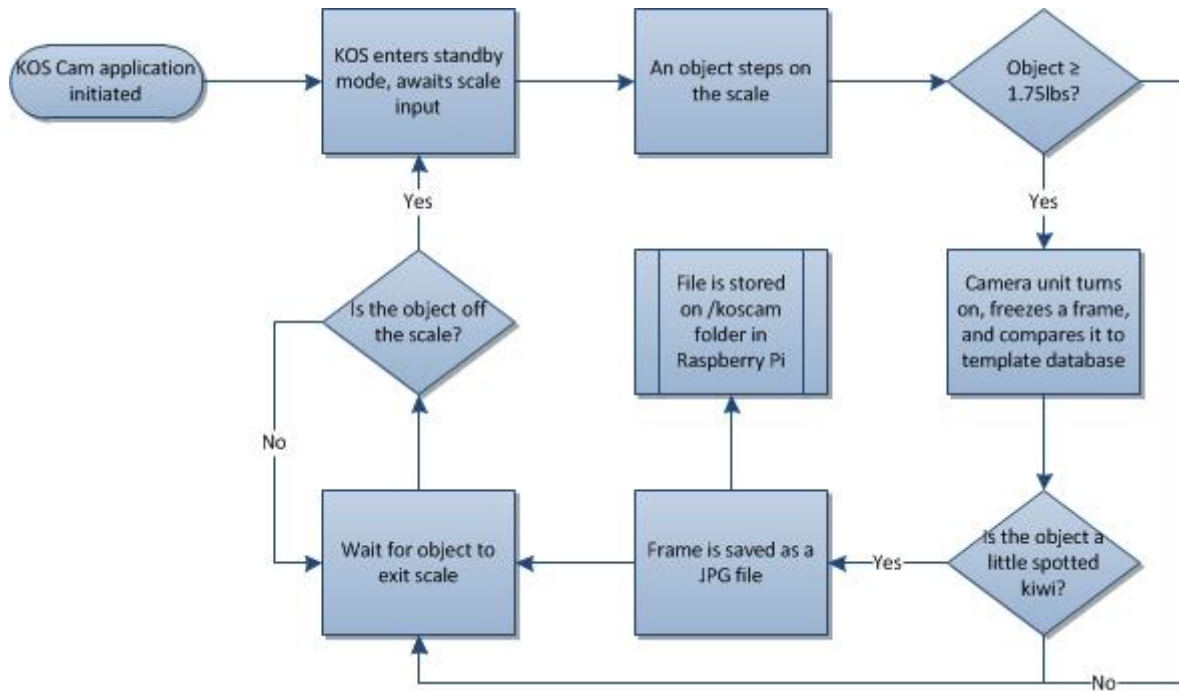 KOS Cam application
initiated
KOS enters standby
mode, awaits scale
input
An object steps on
the scale
Object ≥
1.75lbs?
Yes
Yes
Is the object off
the scale?
File is stored
on /koscam
folder in
Raspberry Pi
Camera unit turns
on, freezes a frame,
and compares it to
template database
No
Wait for object to
exit scale
Frame is saved as a
JPG file
Yes
Is the object a
little spotted
kiwi?
No